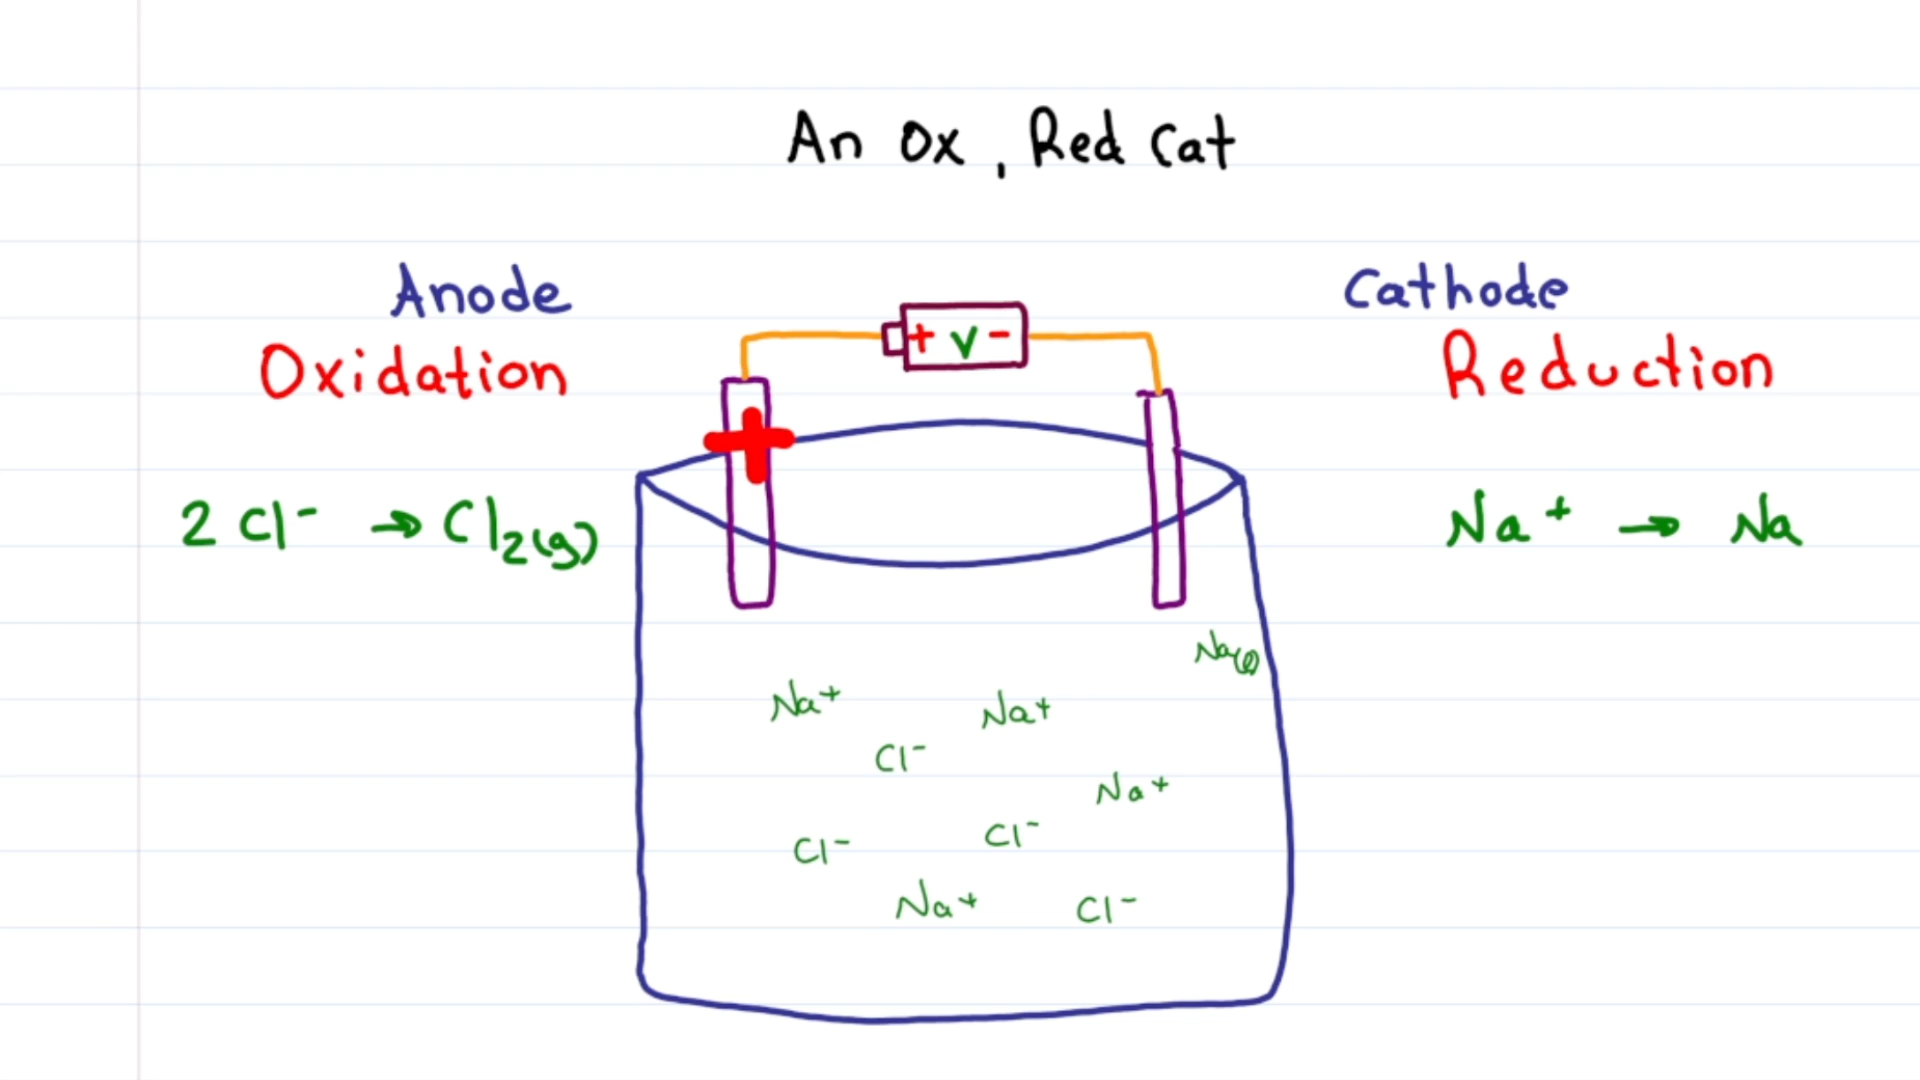 An Ox, Red Cat
Anode
Cathode
Oxidation
+ V -
Reduction
+
2 Cl⁻ → Cl₂(g)
Na⁺ → Na
Na(l)
Na⁺
Na⁺
Cl⁻
Na⁺
Cl⁻
Cl⁻
Na⁺
Cl⁻